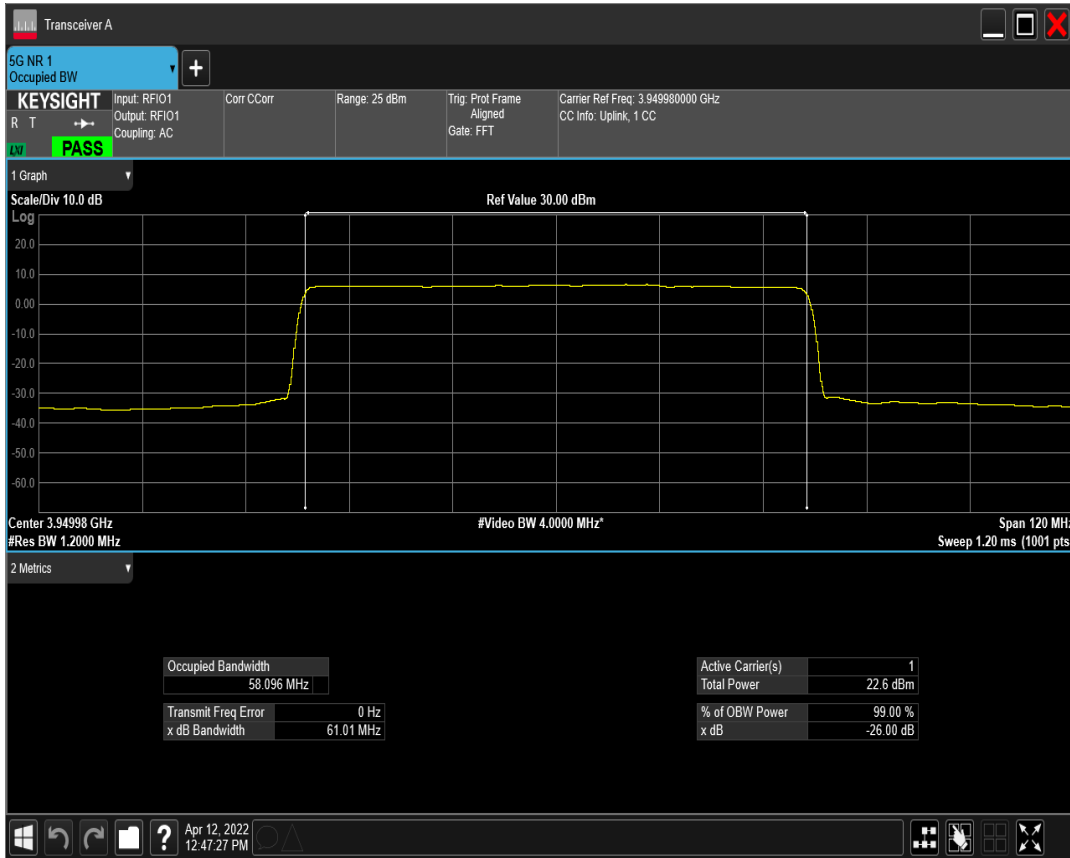 Transceiver A
5G NR 1
Occupied BW
+
KEYSIGHT
R T
LXI
PASS
Input: RFIO1
Output: RFIO1
Coupling: AC
Corr CCorr
Range: 25 dBm
Trig: Prot Frame
Aligned
Gate: FFT
Carrier Ref Freq: 3.949980000 GHz
CC Info: Uplink, 1 CC
1 Graph
Scale/Div 10.0 dB
Ref Value 30.00 dBm
Log
20.0
10.0
0.00
-10.0
-20.0
-30.0
-40.0
-50.0
-60.0
Center 3.94998 GHz
#Video BW 4.0000 MHz*
Span 120 MHz
#Res BW 1.2000 MHz
Sweep 1.20 ms (1001 pts
2 Metrics
Occupied Bandwidth
58.096 MHz
Transmit Freq Error 0 Hz
x dB Bandwidth 61.01 MHz
Active Carrier(s) 1
Total Power 22.6 dBm
% of OBW Power 99.00 %
x dB -26.00 dB
?
Apr 12, 2022
12:47:27 PM